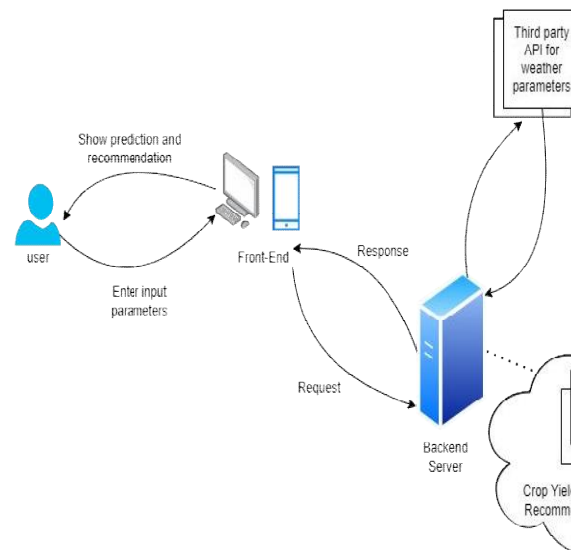 Third party
API for
weather
parameters
Show prediction and
recommendation
user
Enter input
parameters
Front-End
Response
Request
Backend
Server
Crop